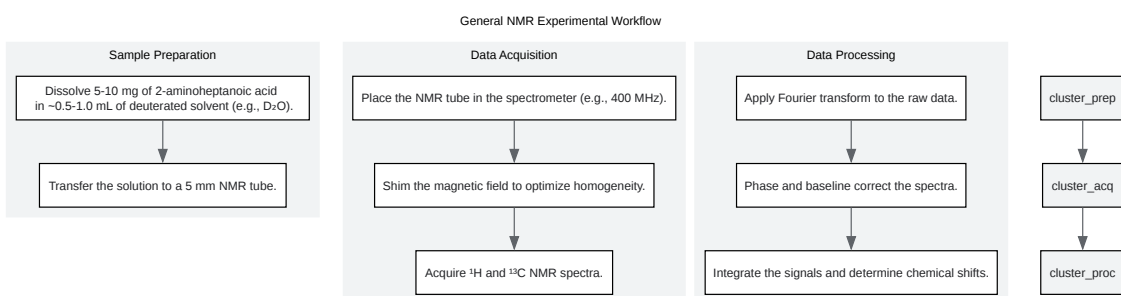 General NMR Experimental Workflow
Sample Preparation
Dissolve 5-10 mg of 2-aminoheptanoic acid
in ~0.5-1.0 mL of deuterated solvent (e.g., D₂O).
Transfer the solution to a 5 mm NMR tube.
Data Acquisition
Place the NMR tube in the spectrometer (e.g., 400 MHz).
Shim the magnetic field to optimize homogeneity.
Acquire ¹H and ¹³C NMR spectra.
Data Processing
Apply Fourier transform to the raw data.
Phase and baseline correct the spectra.
Integrate the signals and determine chemical shifts.
cluster_prep
cluster_acq
cluster_proc